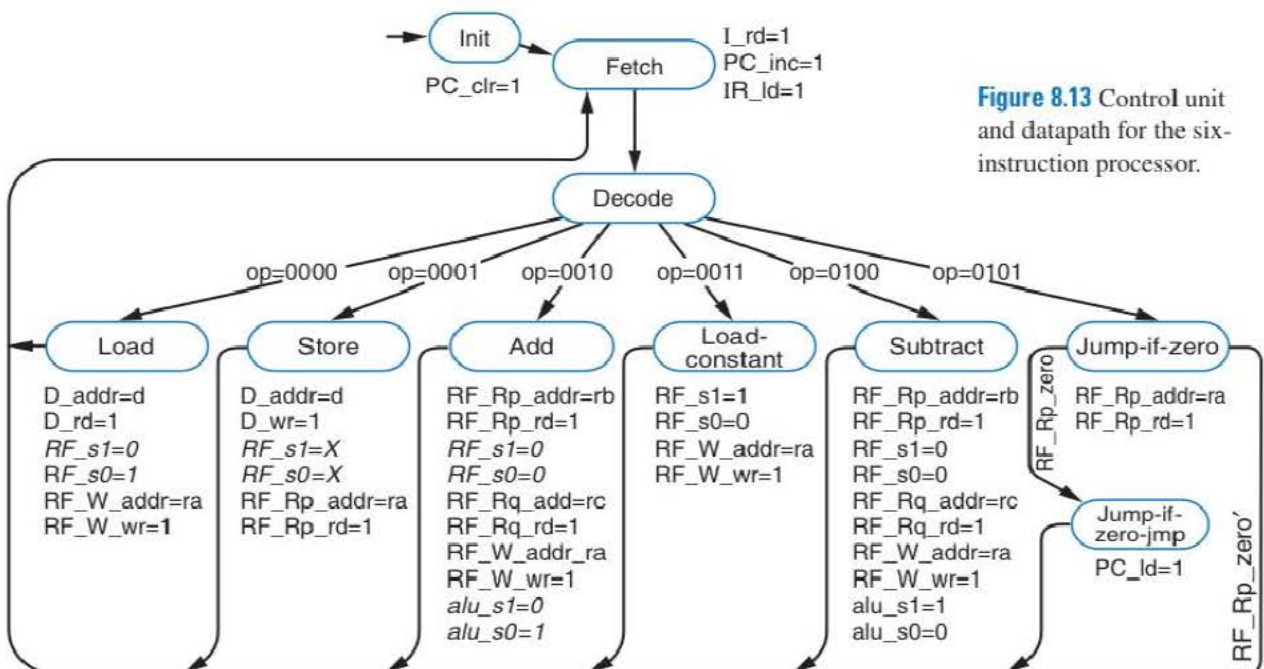 Init
PC_clr=1
Fetch
I_rd=1
PC_inc=1
IR_ld=1
Figure 8.13 Control unit
and datapath for the six-
instruction processor.
Decode
op=0000
op=0001
op=0010
op=0011
op=0100
op=0101
Load
D_addr=d
D_rd=1
RF_s1=0
RF_s0=1
RF_W_addr=ra
RF_W_wr=1
Store
D_addr=d
D_wr=1
RF_s1=X
RF_s0=X
RF_Rp_addr=ra
RF_Rp_rd=1
Add
RF_Rp_addr=rb
RF_Rp_rd=1
RF_s1=0
RF_s0=0
RF_Rq_add=rc
RF_Rq_rd=1
RF_W_addr_ra
RF_W_wr=1
alu_s1=0
alu_s0=1
Load-
constant
RF_s1=1
RF_s0=0
RF_W_addr=ra
RF_W_wr=1
Subtract
RF_Rp_addr=rb
RF_Rp_rd=1
RF_s1=0
RF_s0=0
RF_Rq_addr=rc
RF_Rq_rd=1
RF_W_addr=ra
RF_W_wr=1
alu_s1=1
alu_s0=0
Jump-if-zero
RF_Rp_addr=ra
RF_Rp_rd=1
RF_Rp_zero
Jump-if-
zero-jmp
PC_ld=1
RF_Rp_zero'